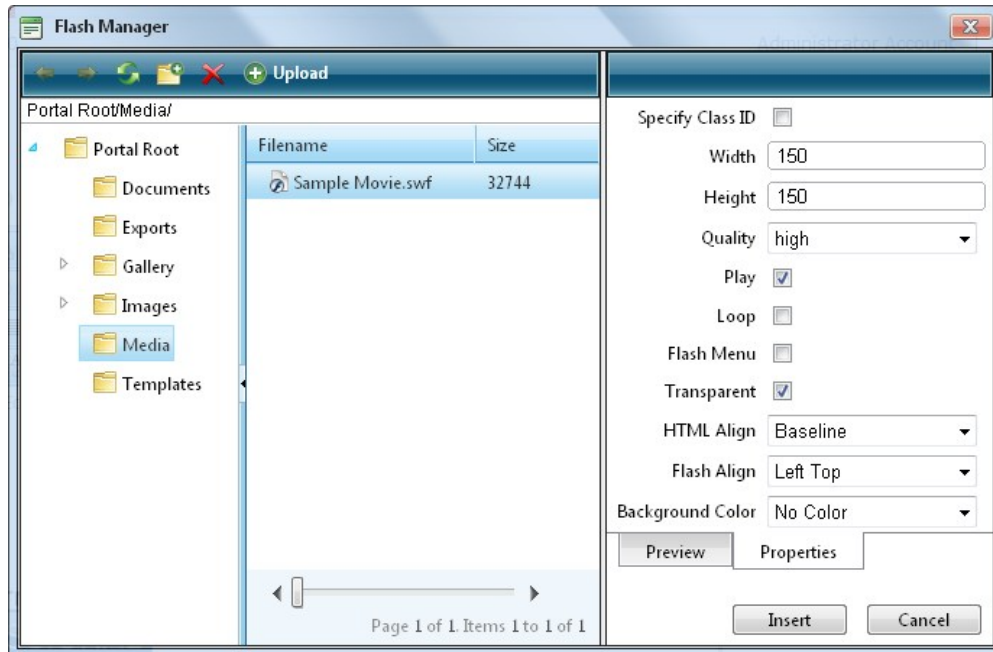 Flash Manager
Administrator Account
Upload
Portal Root/Media/
Portal Root
Documents
Exports
Gallery
Images
Media
Templates
Filename Size
Sample Movie.swf 32744
Page 1 of 1. Items 1 to 1 of 1
Specify Class ID
Width 150
Height 150
Quality high
Play
Loop
Flash Menu
Transparent
HTML Align Baseline
Flash Align Left Top
Background Color No Color
Preview Properties
Insert Cancel